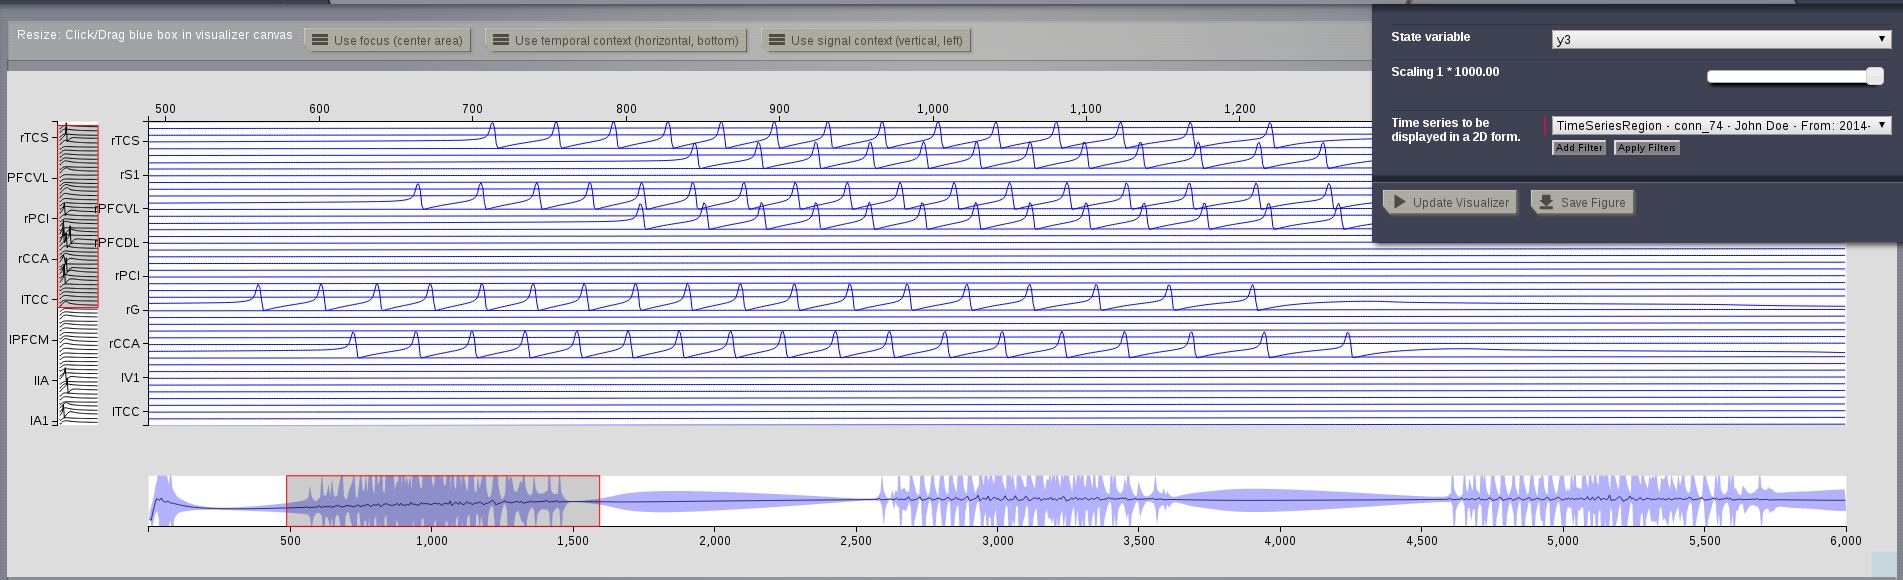 Resize: Click/Drag blue box in visualizer canvas
Use focus (center area)
Use temporal context (horizontal, bottom)
Use signal context (vertical, left)
State variable
y3
Scaling 1 * 1000.00
Time series to be
displayed in a 2D form.
TimeSeriesRegion - conn_74 - John Doe - From: 2014-
Add Filter
Apply Filters
Update Visualizer
Save Figure
500 600 700 800 900 1,000 1,100 1,200
rTCS
PFCVL
rPCI
rCCA
lTCC
lPFCM
lIA
lA1
rTCS
rS1
rPFCVL
rPFCDL
rPCI
rG
rCCA
lV1
lTCC
500 1,000 1,500 2,000 2,500 3,000 3,500 4,000 4,500 5,000 5,500 6,000